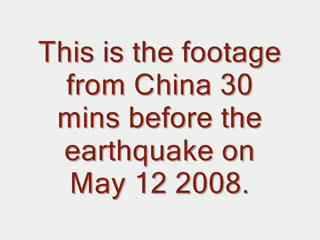 This is the footage
from China 30
mins before the
earthquake on
May 12 2008.